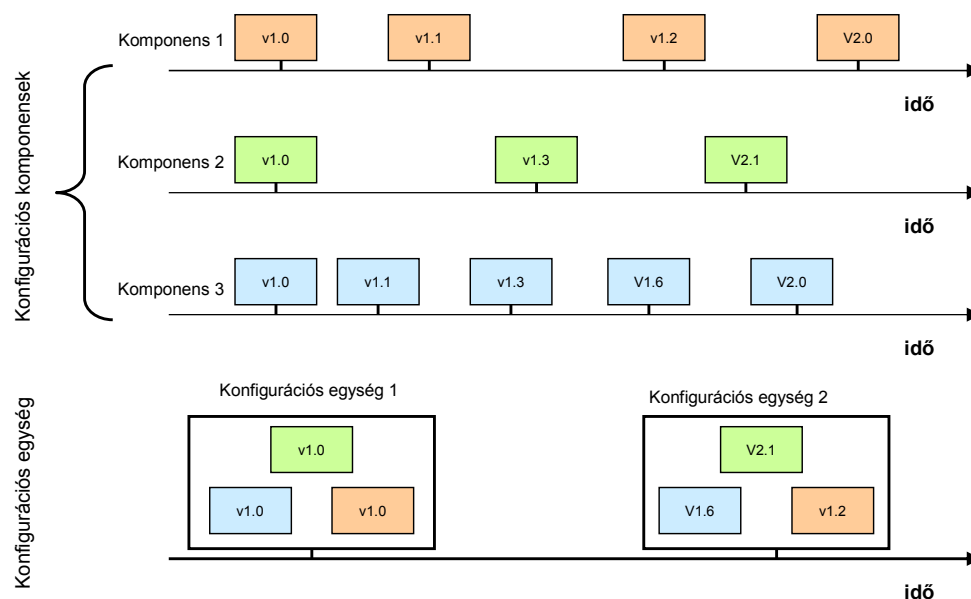 Konfigurációs komponensek
Komponens 1
v1.0
v1.1
v1.2
V2.0
idő
Komponens 2
v1.0
v1.3
V2.1
idő
Komponens 3
v1.0
v1.1
v1.3
V1.6
V2.0
idő
Konfigurációs egység
Konfigurációs egység 1
v1.0
v1.0
v1.0
Konfigurációs egység 2
V2.1
V1.6
v1.2
idő